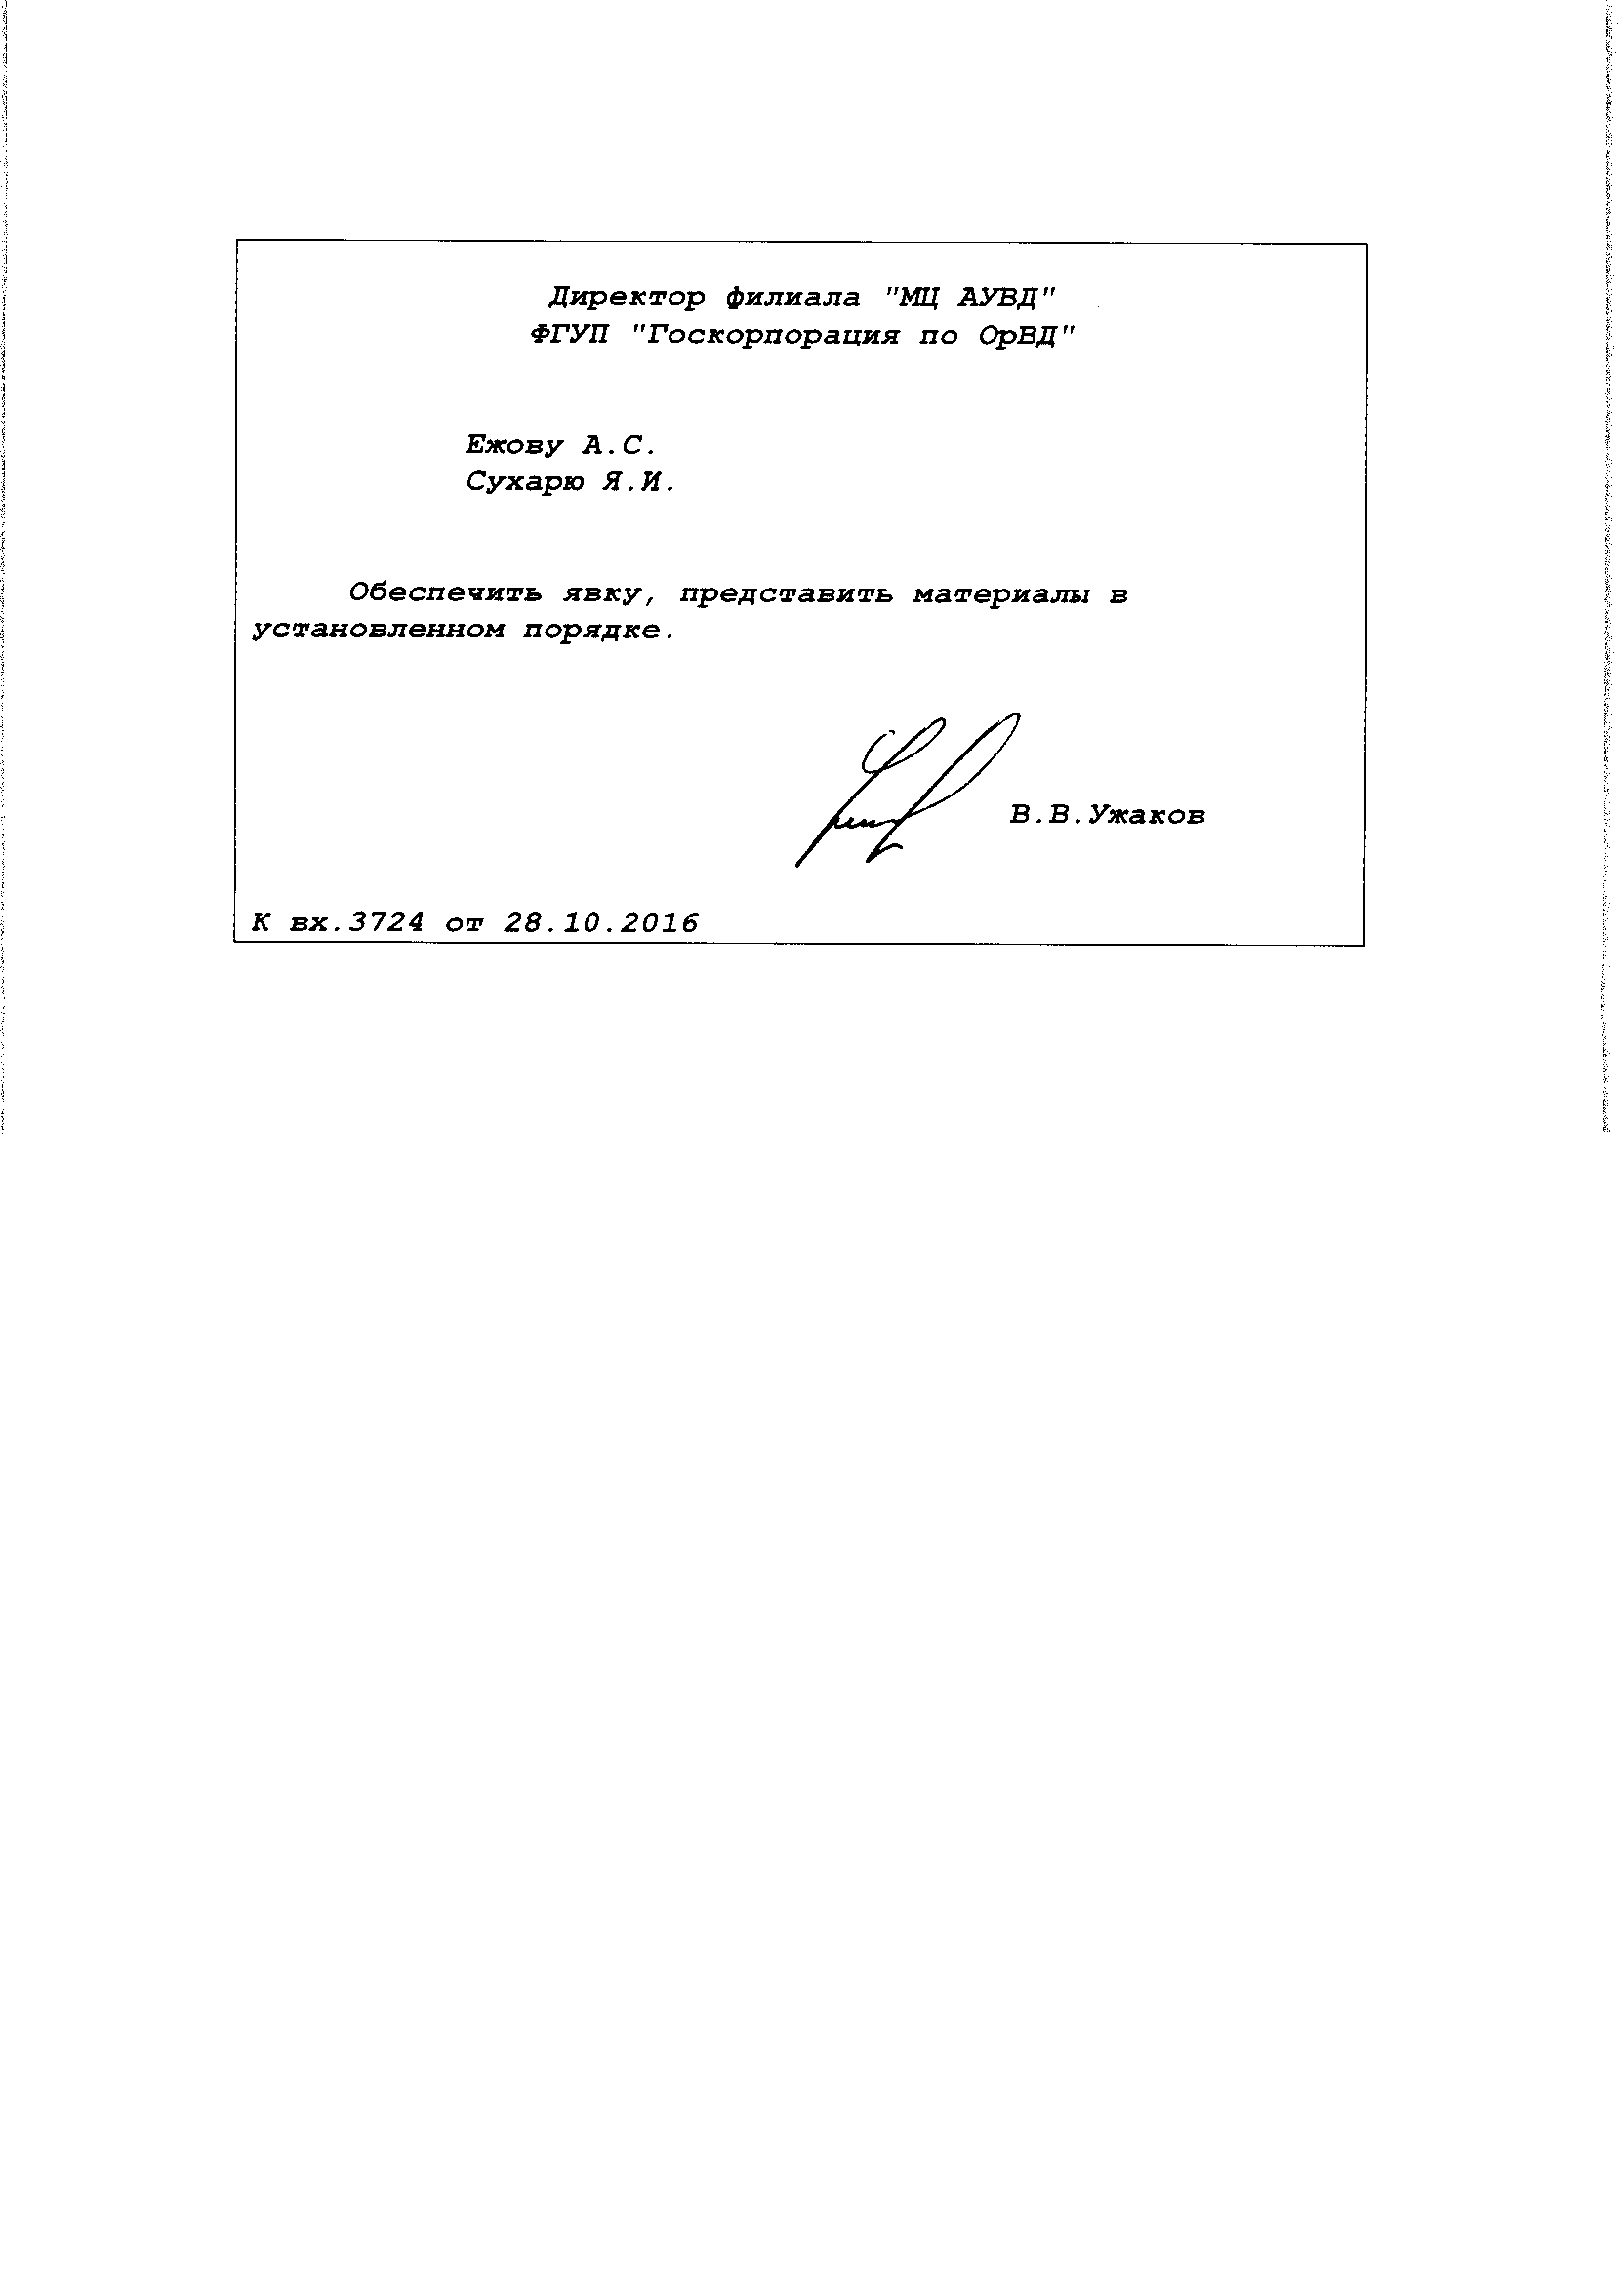 Директор филиала "МЦ АУВД"
ФГУП "Госкорпорация по ОрВД"
Ежову А.С.
Сухарю Я.И.
Обеспечить явку, представить материалы в
установленном порядке.
В.В.Ужаков
К вх.3724 от 28.10.2016